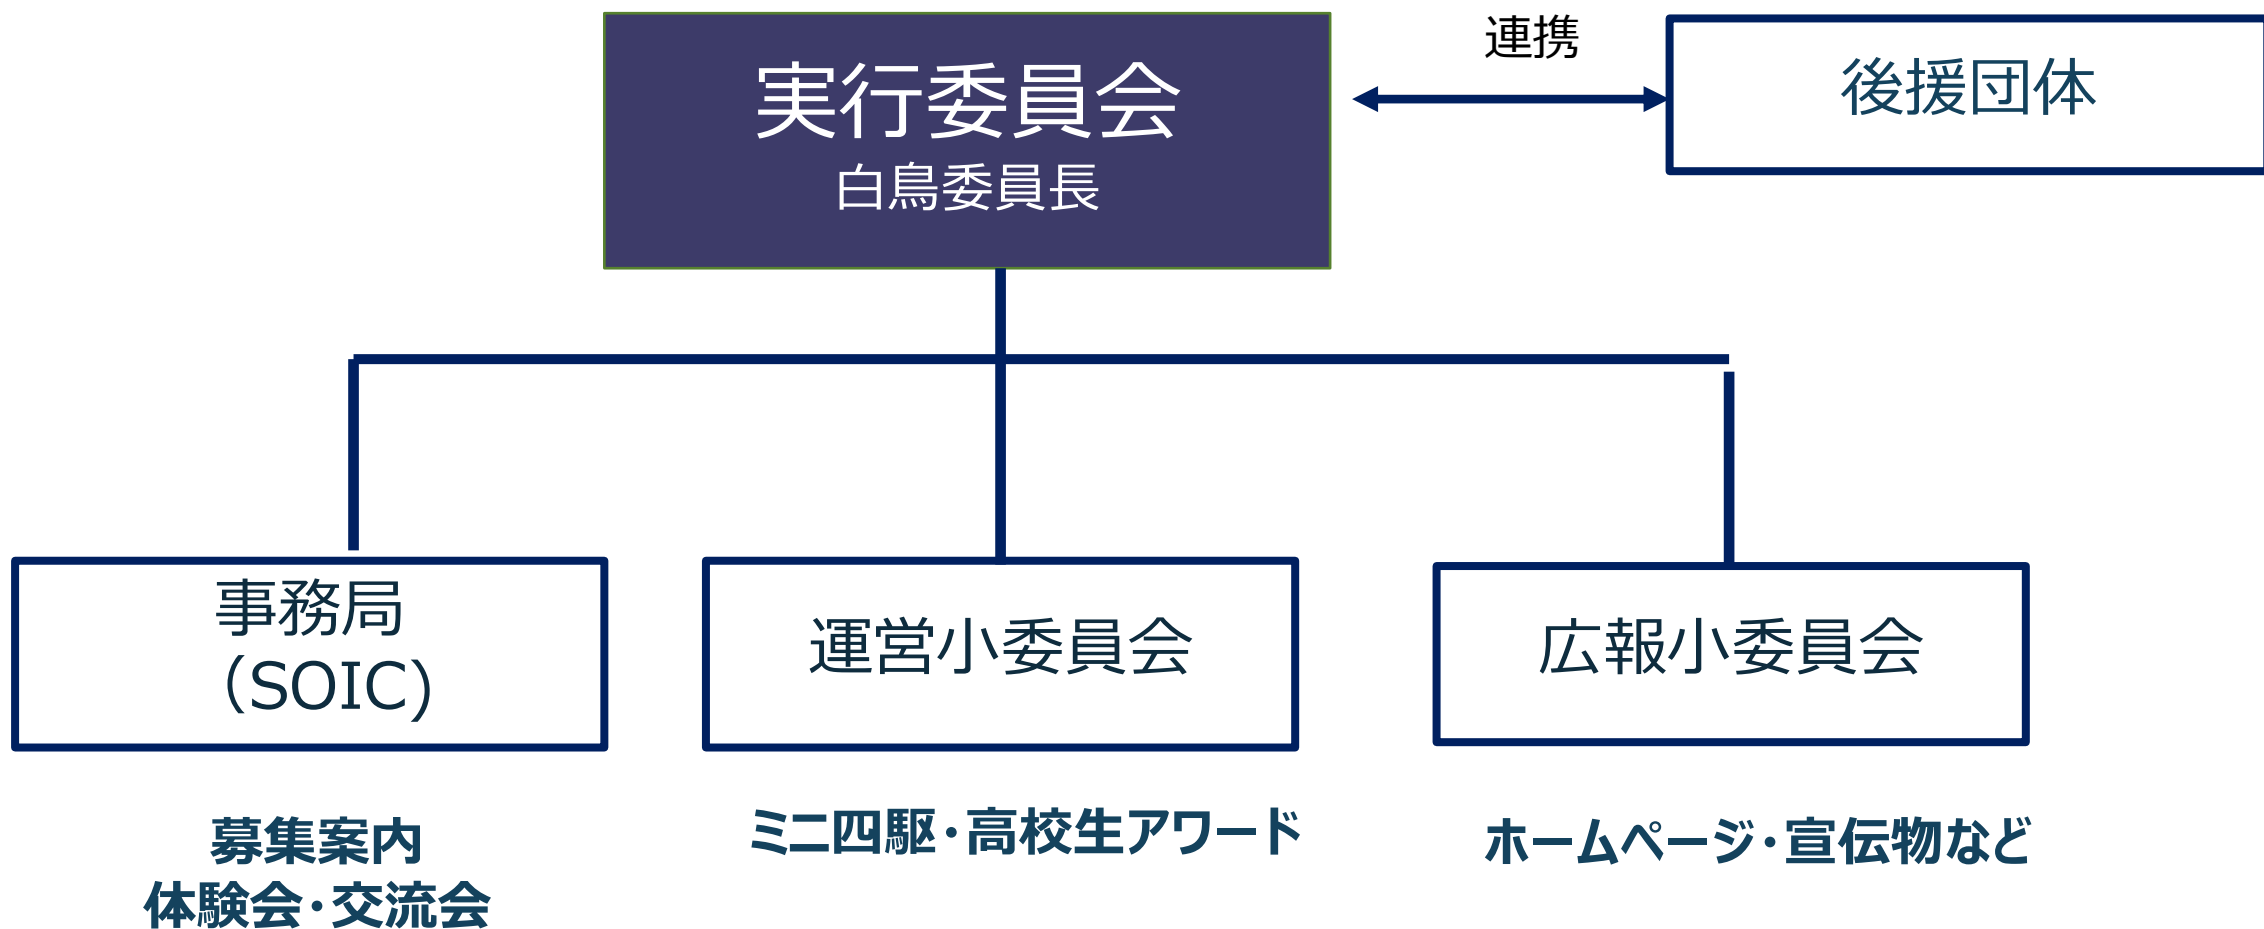 実行委員会
白鳥委員長
連携
後援団体
事務局
（SOIC）
運営小委員会
広報小委員会
募集案内
体験会・交流会
ミニ四駆・高校生アワード
ホームページ・宣伝物など